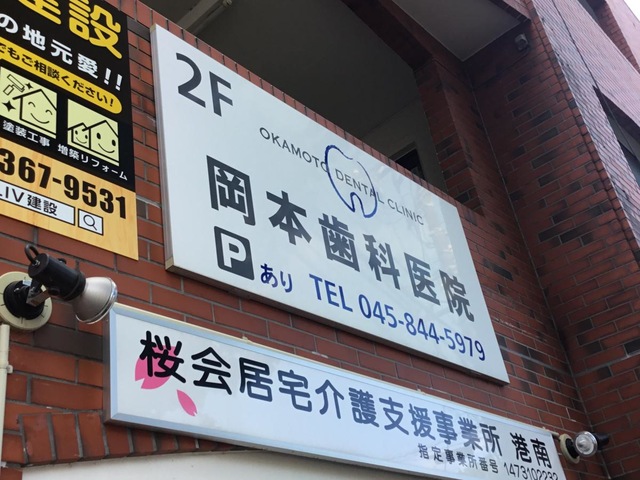 建設
の地元愛!!
でもご相談ください!
塗装工事 増築リフォーム
367-9531
LIV建設
2F
OKAMOTO DENTAL CLINIC
岡本歯科医院
P あり TEL 045-844-5979
桜会居宅介護支援事業所 港南
指定事業所番号 1473102232